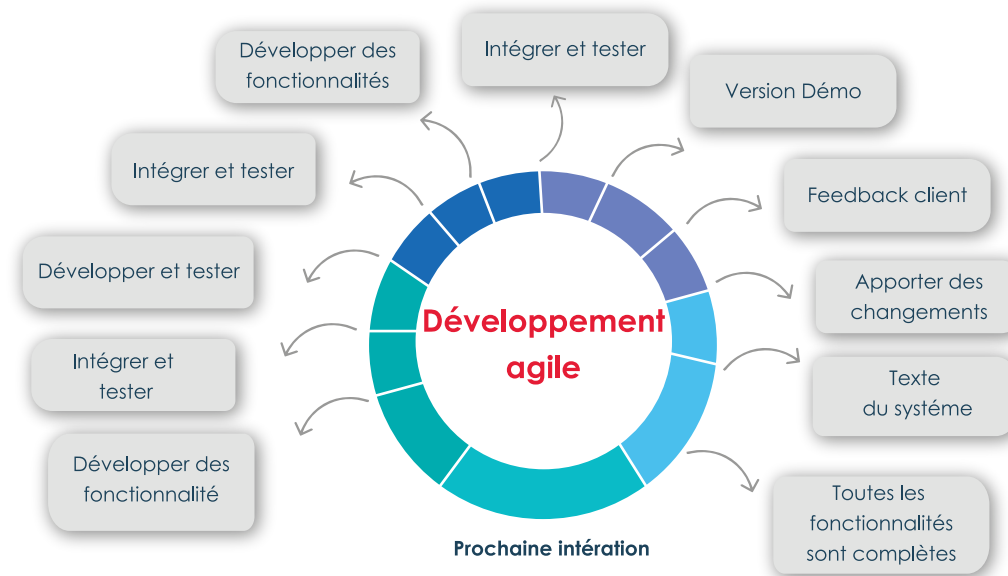 Développer des
fonctionnalités
Intégrer et tester
Version Démo
Intégrer et tester
Feedback client
Développer et tester
Apporter des
changements
Développement
agile
Intégrer et
tester
Texte
du systéme
Développer des
fonctionnalité
Toutes les
fonctionnalités
sont complètes
Prochaine intération